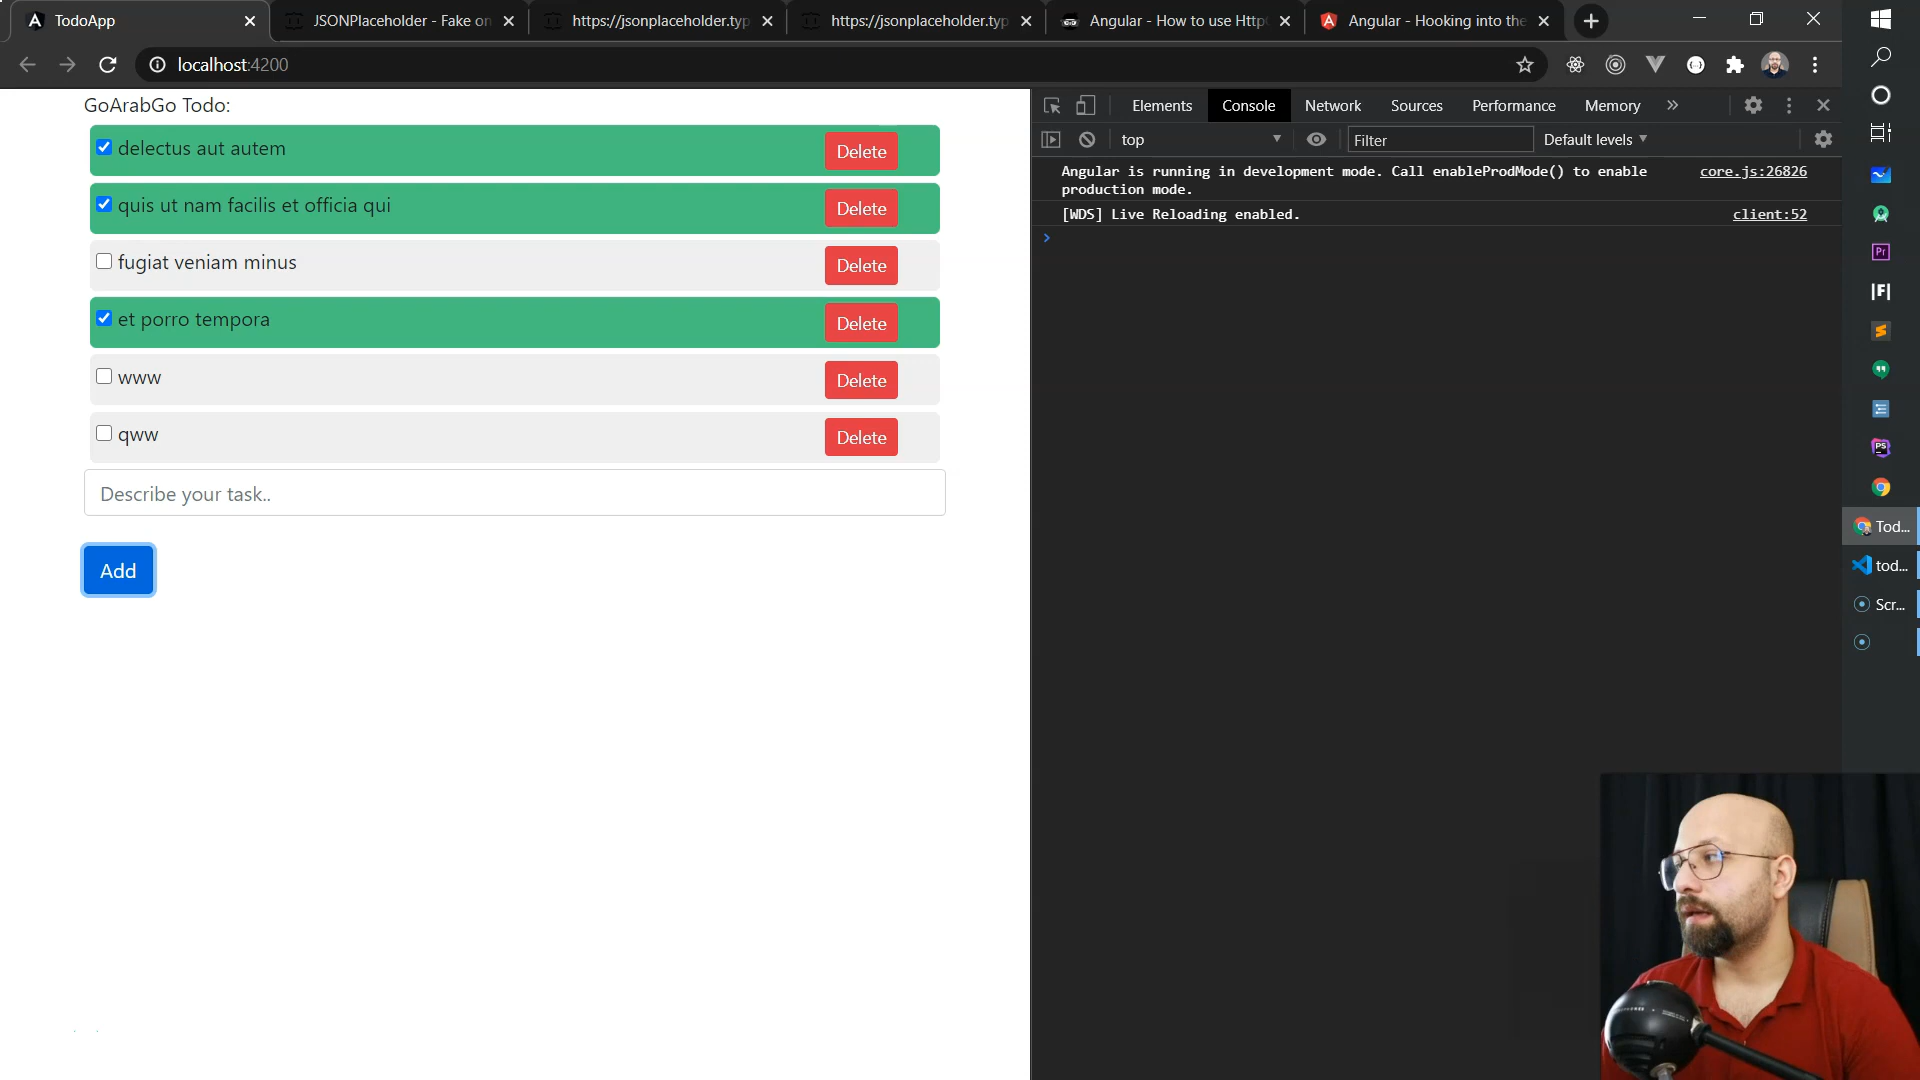 TodoApp
JSONPlaceholder - Fake on
https://jsonplaceholder.typ
https://jsonplaceholder.typ
Angular - How to use Http
Angular - Hooking into the
localhost:4200
GoArabGo Todo:
delectus aut autem Delete
quis ut nam facilis et officia qui Delete
fugiat veniam minus Delete
et porro tempora Delete
www Delete
qww Delete
Describe your task..
Add
Elements Console Network Sources Performance Memory »
top Filter Default levels
Angular is running in development mode. Call enableProdMode() to enable core.js:26826
production mode.
[WDS] Live Reloading enabled. client:52
Pr
|F|
PS
Tod...
tod...
Scr...